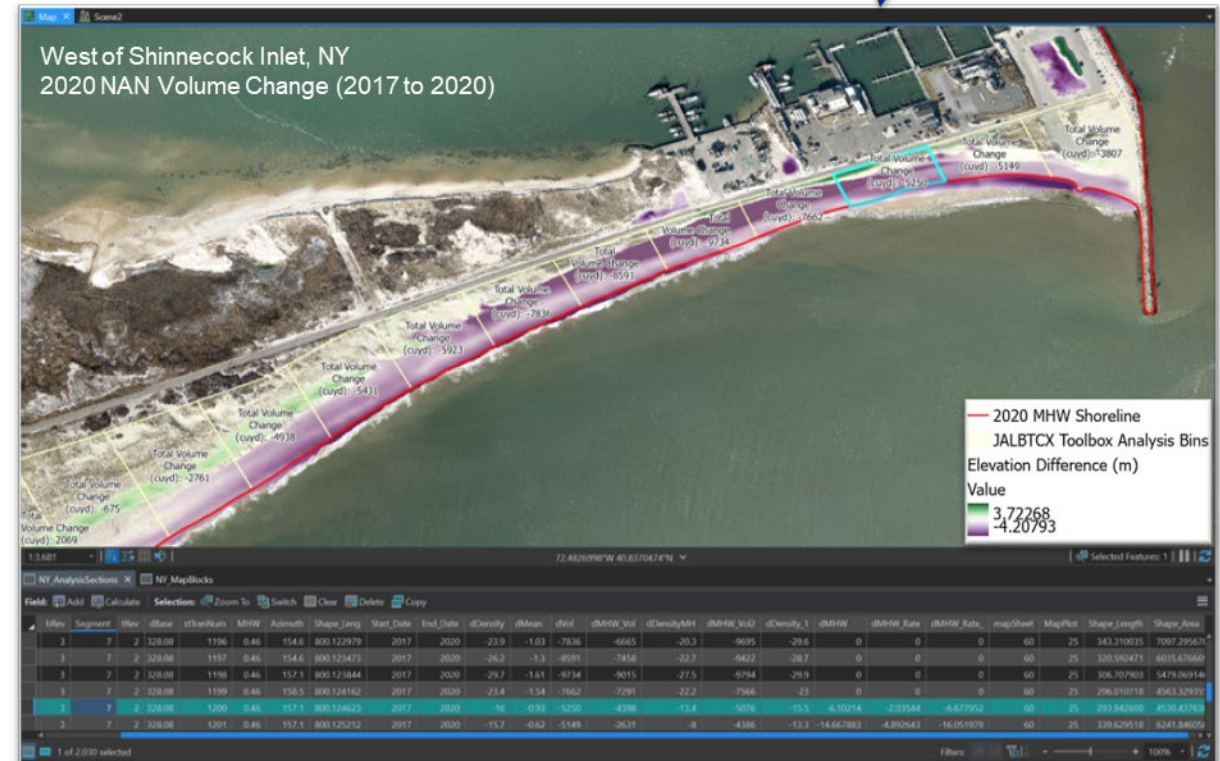 Map Scene2
West of Shinnecock Inlet, NY
2020 NAN Volume Change (2017 to 2020)
Total Volume
Change
(cuyd): -3807
Total Volume
Change
(cuyd): -5149
Total Volume
Change
(cuyd): -5250
Total Volume
Change
(cuyd): -7662
Total
Volume Change
(cuyd): -9734
Total
Volume Change
(cuyd): -8591
Total Volume
Change
(cuyd): -7836
Total Volume
Change
(cuyd): -5923
Total Volume
Change
(cuyd): -5431
Total Volume
Change
(cuyd): -4938
Total Volume
Change
(cuyd): -2761
Total Volume
Change
(cuyd): -675
Total
Volume Change
(cuyd): 2069
2020 MHW Shoreline
JALBTCX Toolbox Analysis Bins
Elevation Difference (m)
Value
3.72268
-4.20793
1:3,681 72.4826998°W 40.8370474°N Selected Features: 1
NY_AnalysisSections NY_MapBlocks
Field: Add Calculate Selection: Zoom To Switch Clear Delete Copy
Segment dBase MHW Azimuth Shape_Leng Start_Date End_Date dDensity dMean dVol dMHW_Vol dDensityMH dMHW_Vol2 dDensity_1 dMHW dMHW_Rate dMHW_Rate_ mapSheet MapPlot Shape_Length Shape_Area
3 7 2 328.08 1196 0.46 154.6 800.122979 2017 2020 -23.9 -1.03 -7836 -6665 -20.3 -9695 -29.6 0 0 0 60 25 343.310035
3 7 2 328.08 1197 0.46 154.6 800.123473 2017 2020 -26.2 -1.3 -8591 -7458 -22.7 -9422 -28.7 0 0 0 60 25 320.592471
3 7 2 328.08 1198 0.46 157.1 800.123844 2017 2020 -29.7 -1.61 -9734 -9015 -27.5 -9794 -29.9 0 0 0 60 25 306.707903
3 7 2 328.08 1199 0.46 158.5 800.124162 2017 2020 -23.4 -1.54 -7662 -7291 -22.2 -7566 -23 0 0 0 60 25 296.010718
3 7 2 328.08 1200 0.46 157.1 800.124623 2017 2020 -16 -0.93 -5250 -4398 -13.4 -5076 -15.5 -6.10214 -2.03544 -6.677952 60 25 293.942609
3 7 2 328.08 1201 0.46 157.1 800.125212 2017 2020 -15.7 -0.62 -5149 -2631 -8 -4386 -13.3 -14.667883 -4.892643 -16.051979 60 25 339.629518
1 of 2,030 selected Filters: 100%